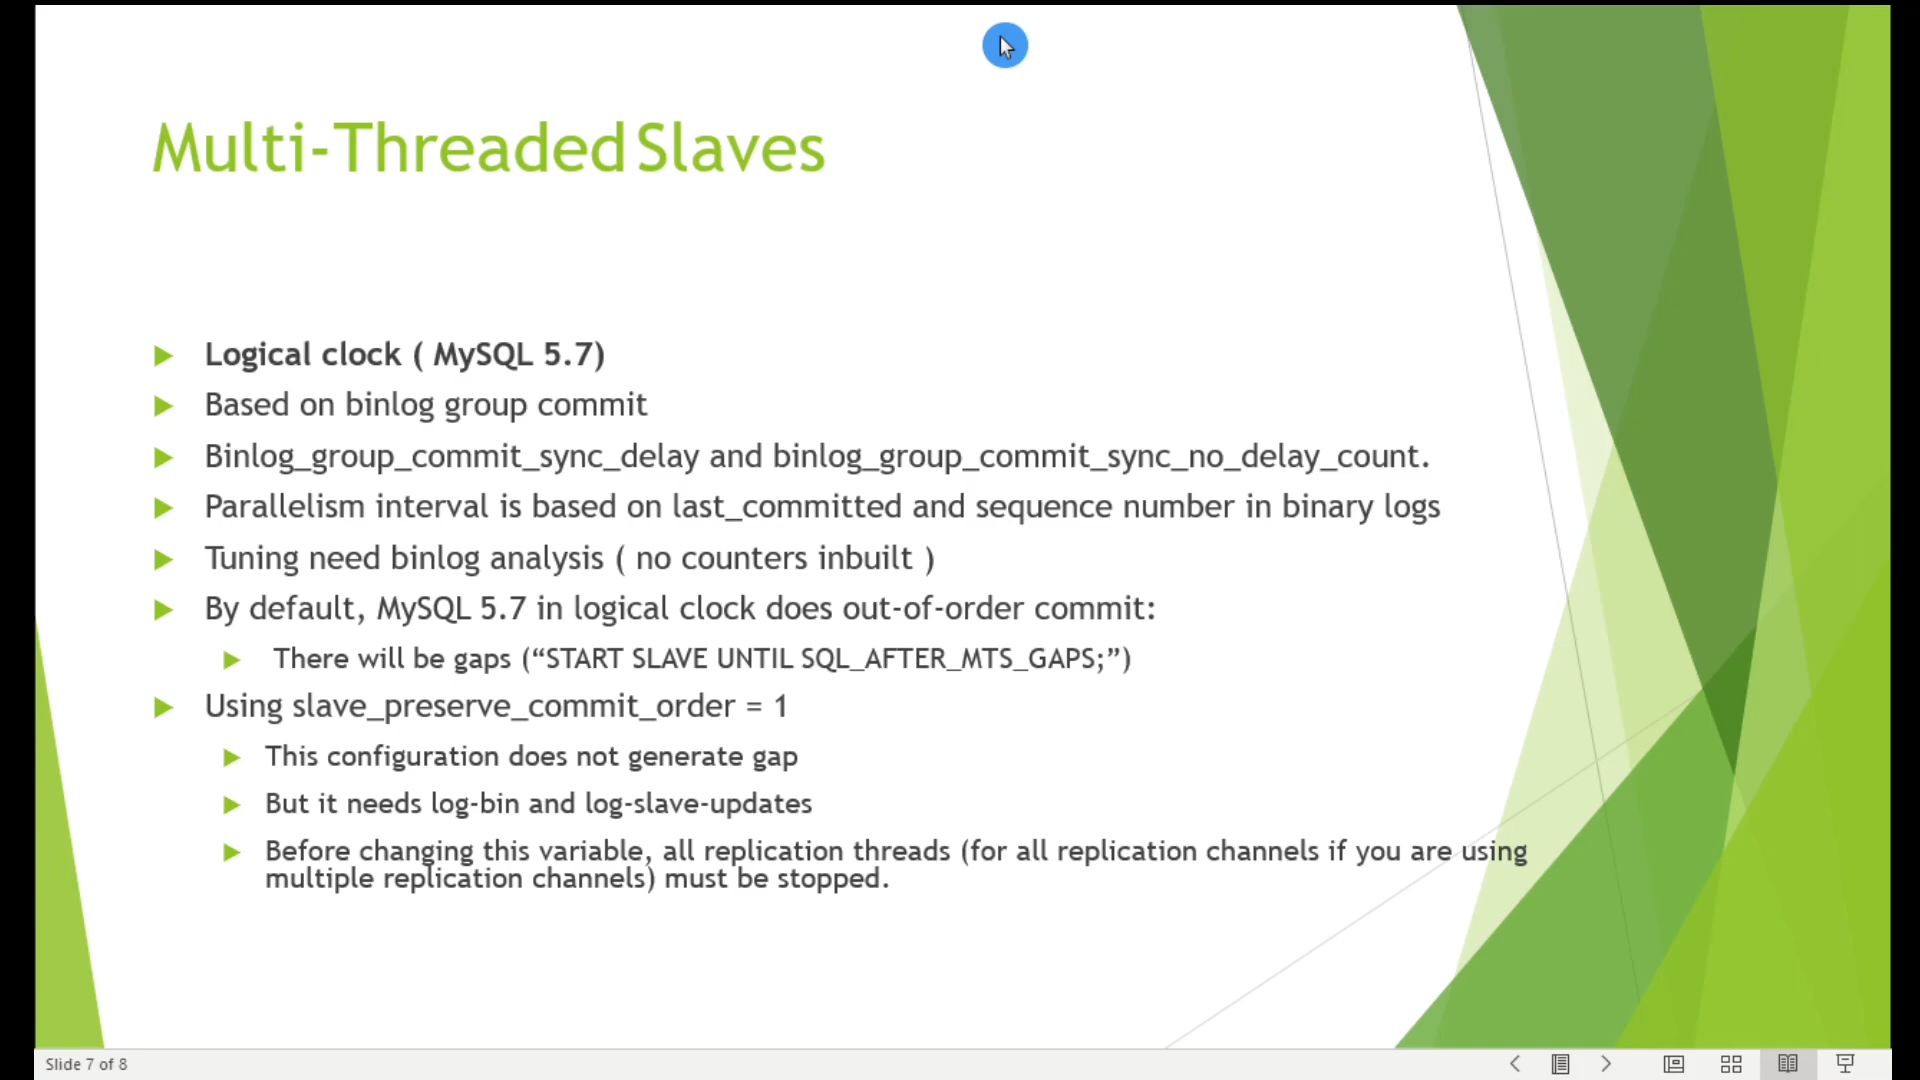 Multi-Threaded Slaves
Logical clock ( MySQL 5.7)
Based on binlog group commit
Binlog_group_commit_sync_delay and binlog_group_commit_sync_no_delay_count.
Parallelism interval is based on last_committed and sequence number in binary logs
Tuning need binlog analysis ( no counters inbuilt )
By default, MySQL 5.7 in logical clock does out-of-order commit:
There will be gaps (“START SLAVE UNTIL SQL_AFTER_MTS_GAPS;”)
Using slave_preserve_commit_order = 1
This configuration does not generate gap
But it needs log-bin and log-slave-updates
Before changing this variable, all replication threads (for all replication channels if you are using
multiple replication channels) must be stopped.
Slide 7 of 8